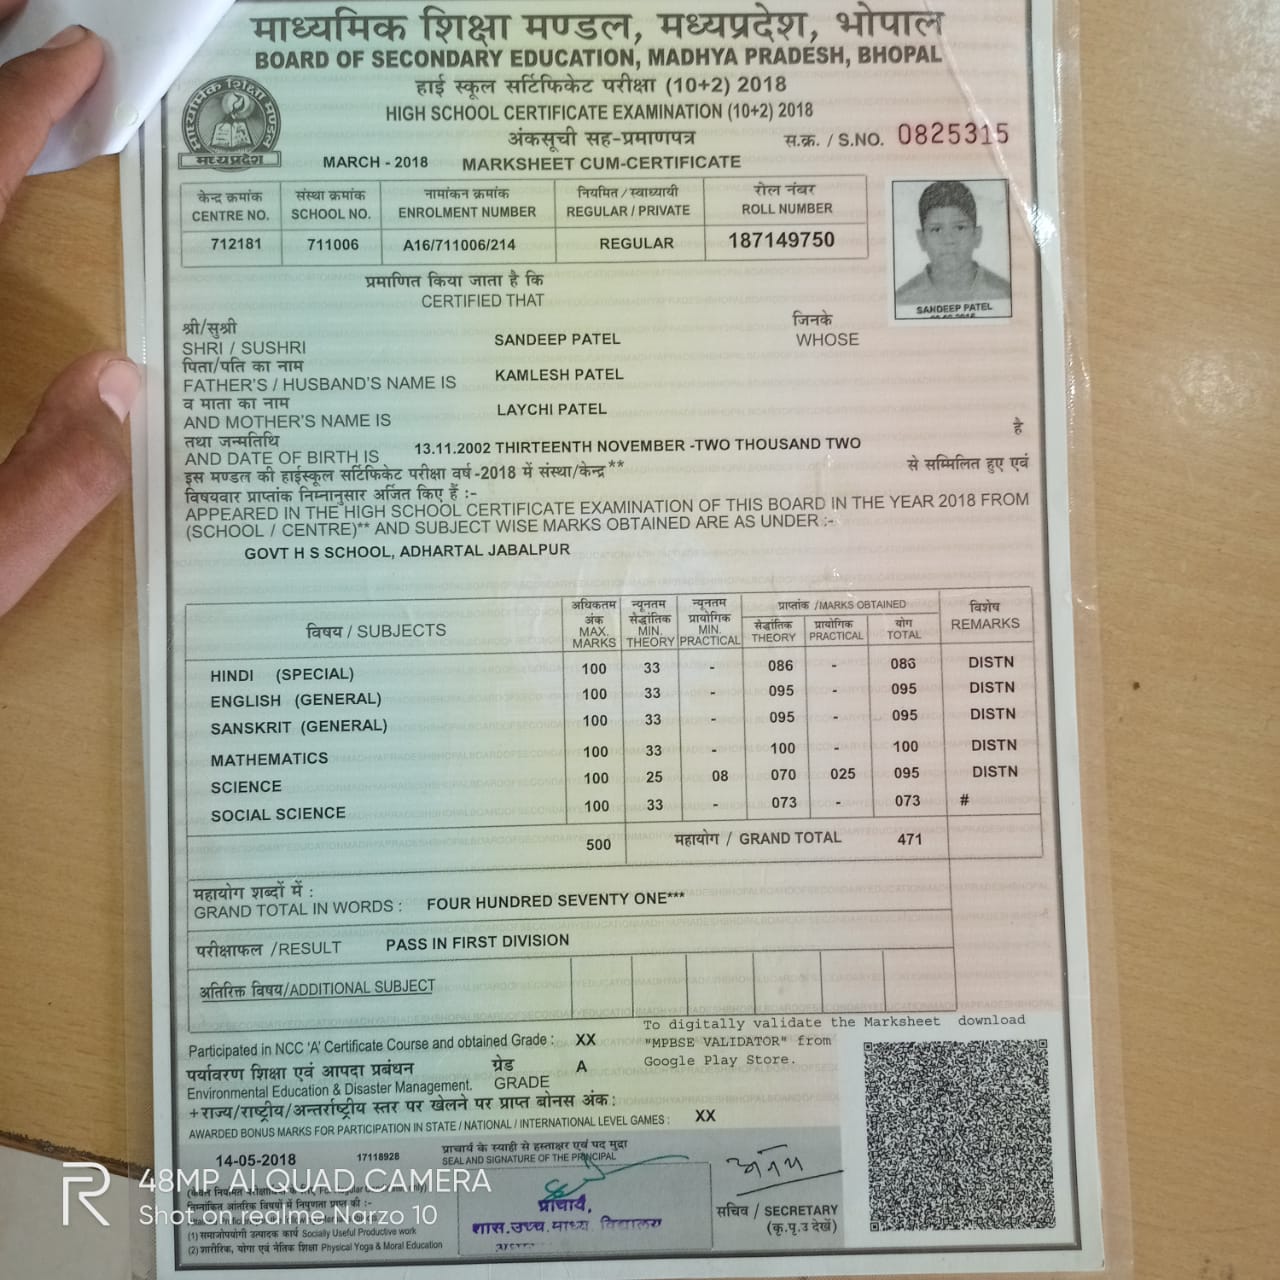 माध्यमिक शिक्षा मण्डल, मध्यप्रदेश, भोपाल
BOARD OF SECONDARY EDUCATION, MADHYA PRADESH, BHOPAL
हाई स्कूल सर्टिफिकेट परीक्षा (10+2) 2018
HIGH SCHOOL CERTIFICATE EXAMINATION (10+2) 2018
अंकसूची सह-प्रमाणपत्र स.क्र. / S.NO. 0825315
MARCH - 2018 MARKSHEET CUM-CERTIFICATE
माध्यमिक शिक्षा मण्डल
मध्यप्रदेश
केन्द्र क्रमांक संस्था क्रमांक नामांकन क्रमांक नियमित / स्वाध्यायी रोल नंबर
CENTRE NO. SCHOOL NO. ENROLMENT NUMBER REGULAR / PRIVATE ROLL NUMBER
712181 711006 A16/711006/214 REGULAR 187149750
SANDEEP PATEL
प्रमाणित किया जाता है कि
CERTIFIED THAT
श्री/सुश्री जिनके
SHRI / SUSHRI SANDEEP PATEL WHOSE
पिता/पति का नाम
FATHER'S / HUSBAND'S NAME IS KAMLESH PATEL
व माता का नाम
AND MOTHER'S NAME IS LAYCHI PATEL
तथा जन्मतिथि है
AND DATE OF BIRTH IS 13.11.2002 THIRTEENTH NOVEMBER -TWO THOUSAND TWO
इस मण्डल की हाईस्कूल सर्टिफिकेट परीक्षा वर्ष-2018 में संस्था/केन्द्र** से सम्मिलित हुए एवं
विषयवार प्राप्तांक निम्नानुसार अर्जित किए हैं :-
APPEARED IN THE HIGH SCHOOL CERTIFICATE EXAMINATION OF THIS BOARD IN THE YEAR 2018 FROM
(SCHOOL / CENTRE)** AND SUBJECT WISE MARKS OBTAINED ARE AS UNDER :-
GOVT H S SCHOOL, ADHARTAL JABALPUR
विषय / SUBJECTS अधिकतम अंक MAX. MARKS न्यूनतम सैद्धांतिक MIN. THEORY न्यूनतम प्रायोगिक MIN. PRACTICAL प्राप्तांक /MARKS OBTAINED विशेष REMARKS
सैद्धांतिक THEORY प्रायोगिक PRACTICAL योग TOTAL
HINDI (SPECIAL) 100 33 - 086 - 086 DISTN
ENGLISH (GENERAL) 100 33 - 095 - 095 DISTN
SANSKRIT (GENERAL) 100 33 - 095 - 095 DISTN
MATHEMATICS 100 33 - 100 - 100 DISTN
SCIENCE 100 25 08 070 025 095 DISTN
SOCIAL SCIENCE 100 33 - 073 - 073 #
500 महायोग / GRAND TOTAL 471
महायोग शब्दों में :
GRAND TOTAL IN WORDS : FOUR HUNDRED SEVENTY ONE***
परीक्षाफल /RESULT PASS IN FIRST DIVISION
अतिरिक्त विषय/ADDITIONAL SUBJECT
To digitally validate the Marksheet download
"MPBSE VALIDATOR" from
Google Play Store.
Participated in NCC 'A' Certificate Course and obtained Grade : XX
पर्यावरण शिक्षा एवं आपदा प्रबंधन ग्रेड A
Environmental Education & Disaster Management. GRADE
+राज्य/राष्ट्रीय/अन्तर्राष्ट्रीय स्तर पर खेलने पर प्राप्त बोनस अंक :
AWARDED BONUS MARKS FOR PARTICIPATION IN STATE / NATIONAL / INTERNATIONAL LEVEL GAMES : XX
14-05-2018 17118928
प्राचार्य के स्याही से हस्ताक्षर एवं पद मुद्रा
SEAL AND SIGNATURE OF THE PRINCIPAL
प्राचार्य,
शास.उच्च.माध्य. विद्यालय
सचिव / SECRETARY
(कृ.पृ.उ देखें)
(1) समाजोपयोगी उत्पादक कार्य Socially Useful Productive work
(2) शारीरिक, योगा एवं नैतिक शिक्षा Physical Yoga & Moral Education
R
48MP AI QUAD CAMERA
Shot on realme Narzo 10